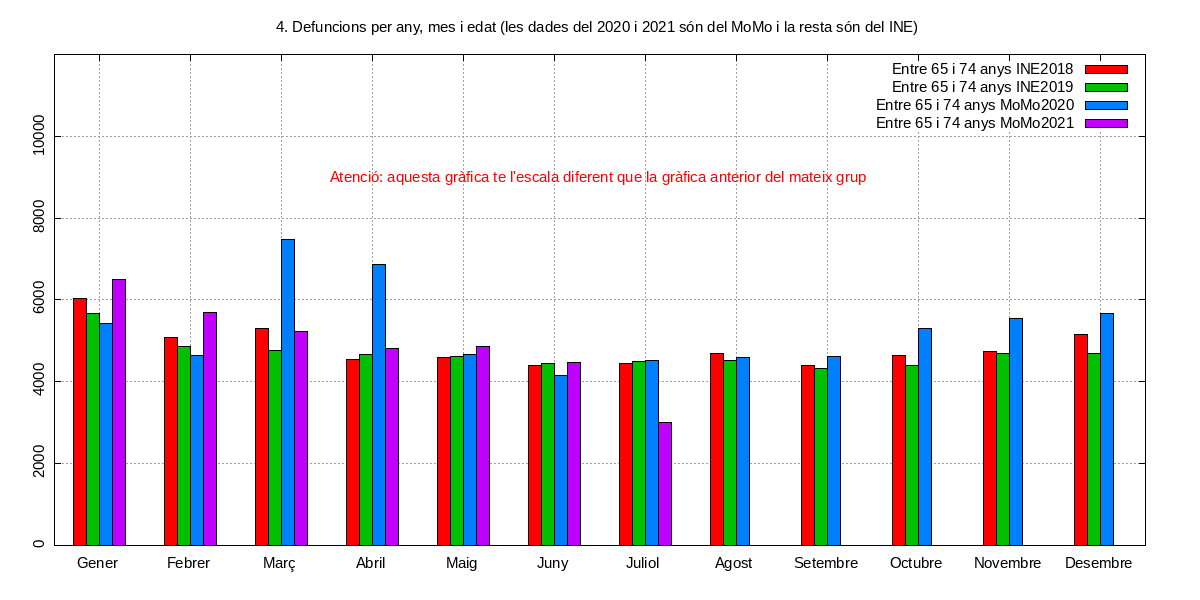 4. Defuncions per any, mes i edat (les dades del 2020 i 2021 són del MoMo i la resta són del INE)
Entre 65 i 74 anys INE2018
Entre 65 i 74 anys INE2019
Entre 65 i 74 anys MoMo2020
Entre 65 i 74 anys MoMo2021
Atenció: aquesta gràfica te l'escala diferent que la gràfica anterior del mateix grup
10000
8000
6000
4000
2000
0
Gener Febrer Març Abril Maig Juny Juliol Agost Setembre Octubre Novembre Desembre